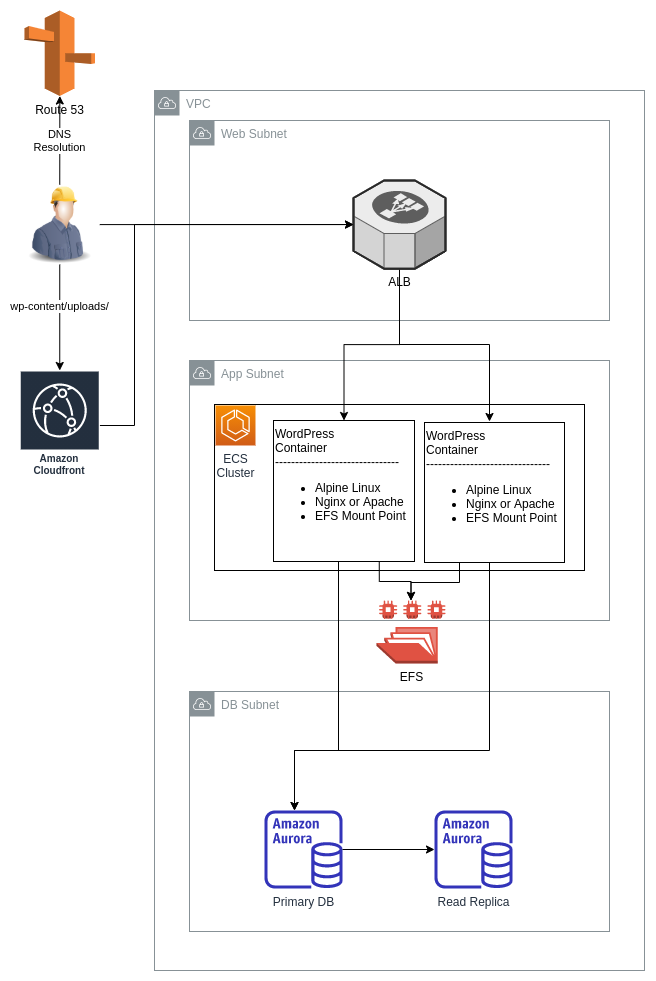 Route 53
DNS
Resolution
wp-content/uploads/
Amazon
Cloudfront
VPC
Web Subnet
ALB
App Subnet
ECS
Cluster
WordPress
Container
-------------------------------
• Alpine Linux
• Nginx or Apache
• EFS Mount Point
WordPress
Container
-------------------------------
• Alpine Linux
• Nginx or Apache
• EFS Mount Point
EFS
DB Subnet
Amazon
Aurora
Primary DB
Amazon
Aurora
Read Replica